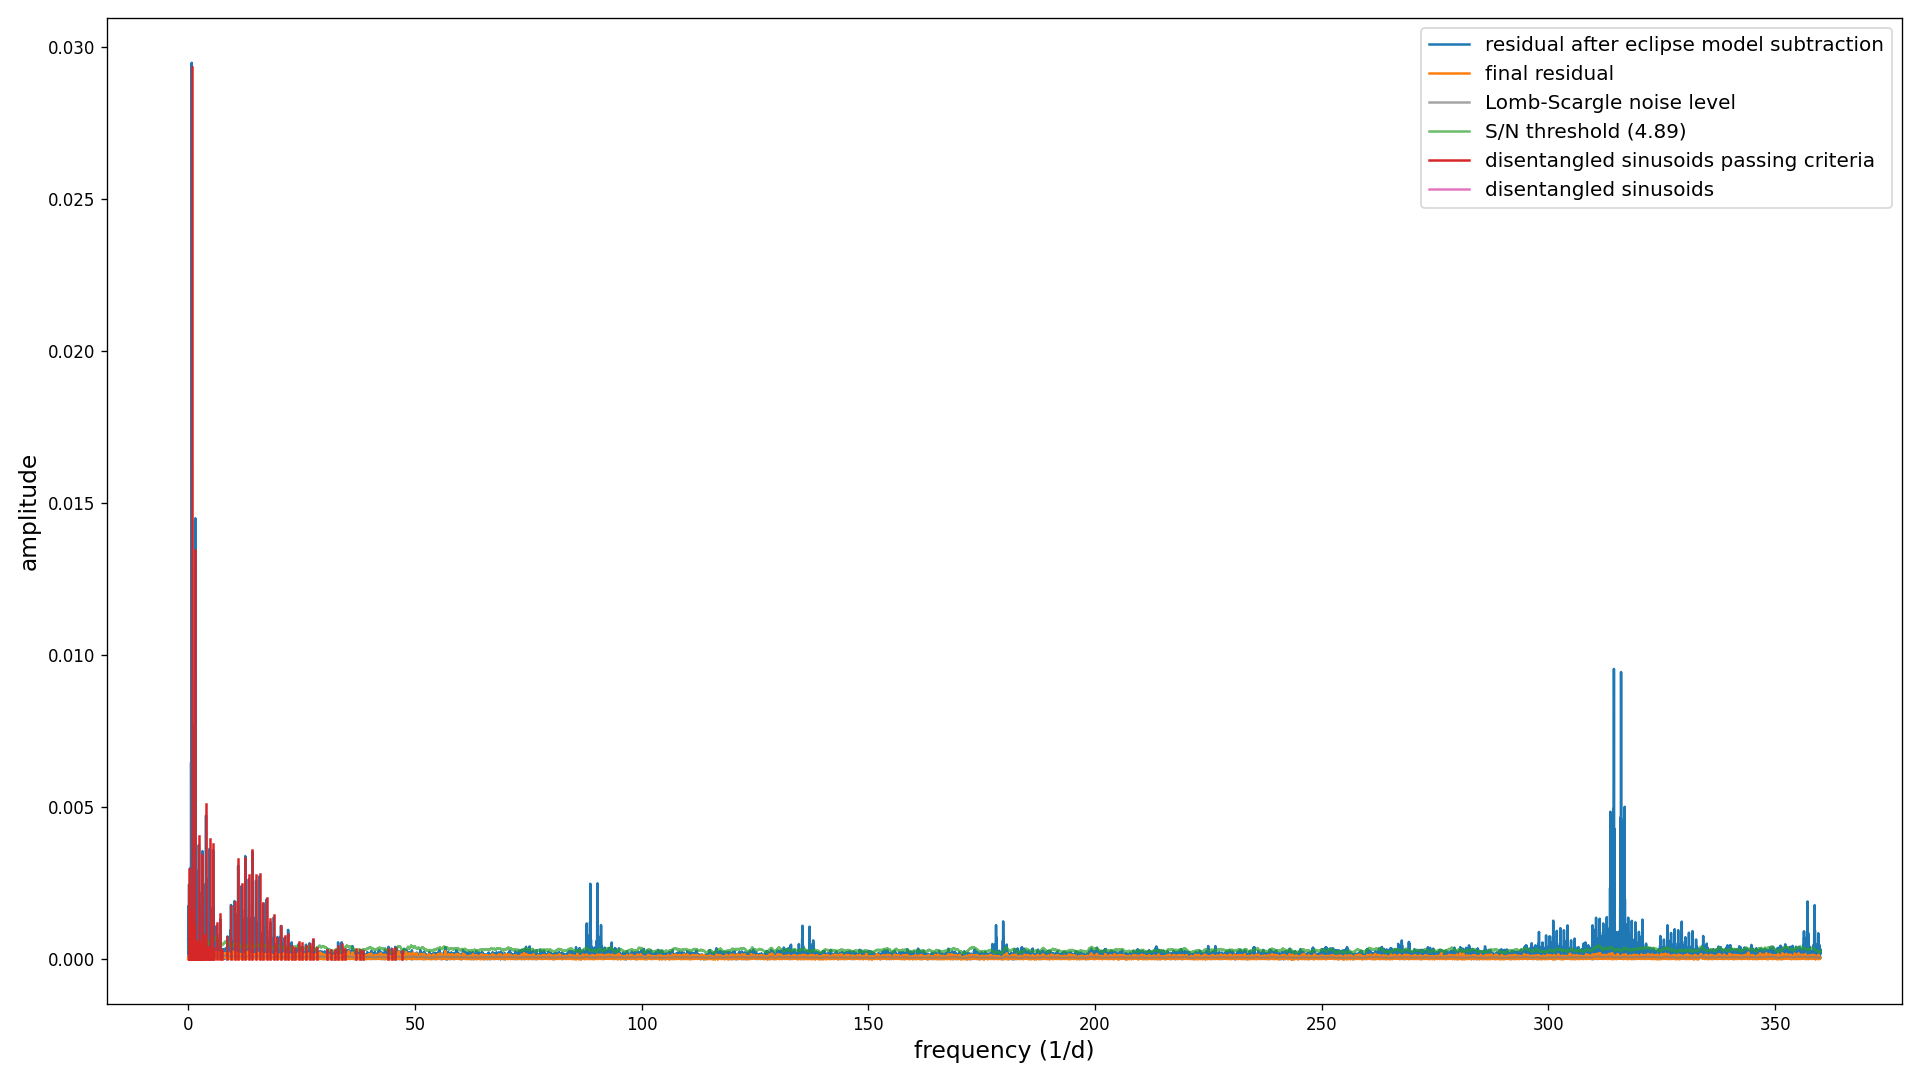 0.030
0.025
0.020
0.015
0.010
0.005
0.000
amplitude
0
50
100
150
200
250
300
350
frequency (1/d)
residual after eclipse model subtraction
final residual
Lomb-Scargle noise level
S/N threshold (4.89)
disentangled sinusoids passing criteria
disentangled sinusoids